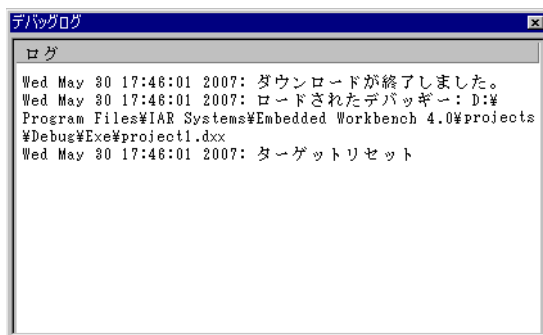 デバッグログ
ログ
Wed May 30 17:46:01 2007: ダウンロードが終了しました。
Wed May 30 17:46:01 2007: ロードされたデバッギー: D:¥
Program Files¥IAR Systems¥Embedded Workbench 4.0¥projects
¥Debug¥Exe¥project1.dxx
Wed May 30 17:46:01 2007: ターゲットリセット